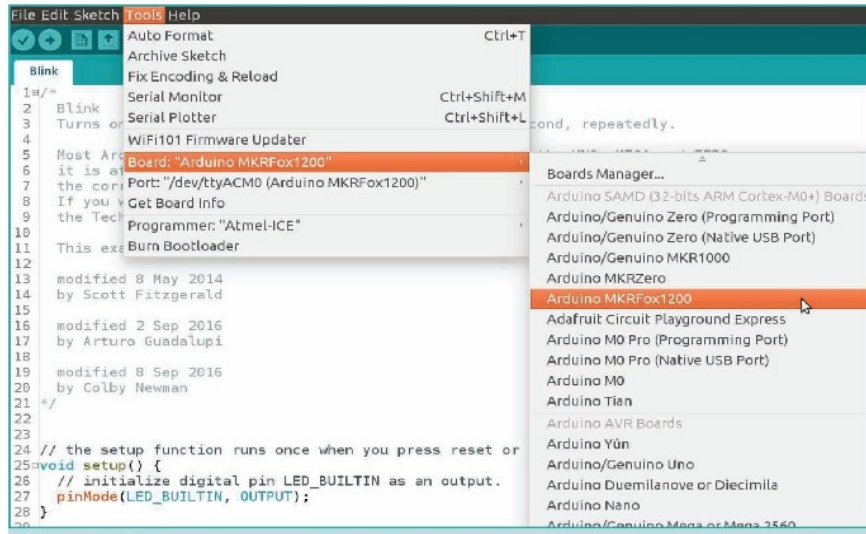 File Edit Sketch Tools Help
Auto Format Ctrl+T
Archive Sketch
Fix Encoding & Reload
Serial Monitor Ctrl+Shift+M
Serial Plotter Ctrl+Shift+L
WiFi101 Firmware Updater
Board: "Arduino MKRFox1200"
Port: "/dev/ttyACM0 (Arduino MKRFox1200)"
Get Board Info
Programmer: "Atmel-ICE"
Burn Bootloader
Boards Manager...
Arduino SAMD (32-bits ARM Cortex-M0+) Boards
Arduino/Genuino Zero (Programming Port)
Arduino/Genuino Zero (Native USB Port)
Arduino/Genuino MKR1000
Arduino MKRZero
Arduino MKRFox1200
Adafruit Circuit Playground Express
Arduino M0 Pro (Programming Port)
Arduino M0 Pro (Native USB Port)
Arduino M0
Arduino Tian
Arduino AVR Boards
Arduino Yún
Arduino/Genuino Uno
Arduino Duemilanove or Diecimila
Arduino Nano
Arduino/Genuino Mega or Mega 2560
Blink
1 /*
2 Blink
3 Turns cond, repeatedly.
4
5 Most
6 it is
7 the
8 If you
9 the
10
11 This
12
13 modified 8 May 2014
14 by Scott Fitzgerald
15
16 modified 2 Sep 2016
17 by Arturo Guadalupi
18
19 modified 8 Sep 2016
20 by Colby Newman
21 */
22
23
24 // the setup function runs once when you press reset or
25 void setup() {
26 // initialize digital pin LED_BUILTIN as an output.
27 pinMode(LED_BUILTIN, OUTPUT);
28 }